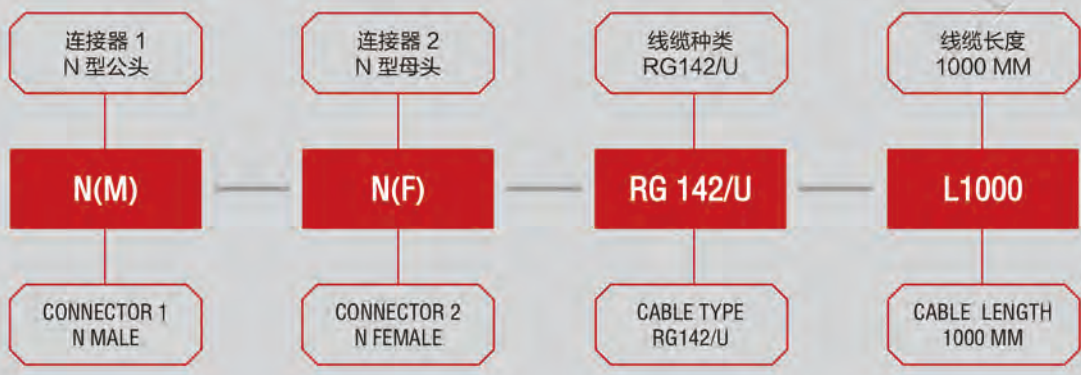 连接器 1
N 型公头
连接器 2
N 型母头
线缆种类
RG142/U
线缆长度
1000 MM
N(M)
N(F)
RG 142/U
L1000
CONNECTOR 1
N MALE
CONNECTOR 2
N FEMALE
CABLE TYPE
RG142/U
CABLE LENGTH
1000 MM